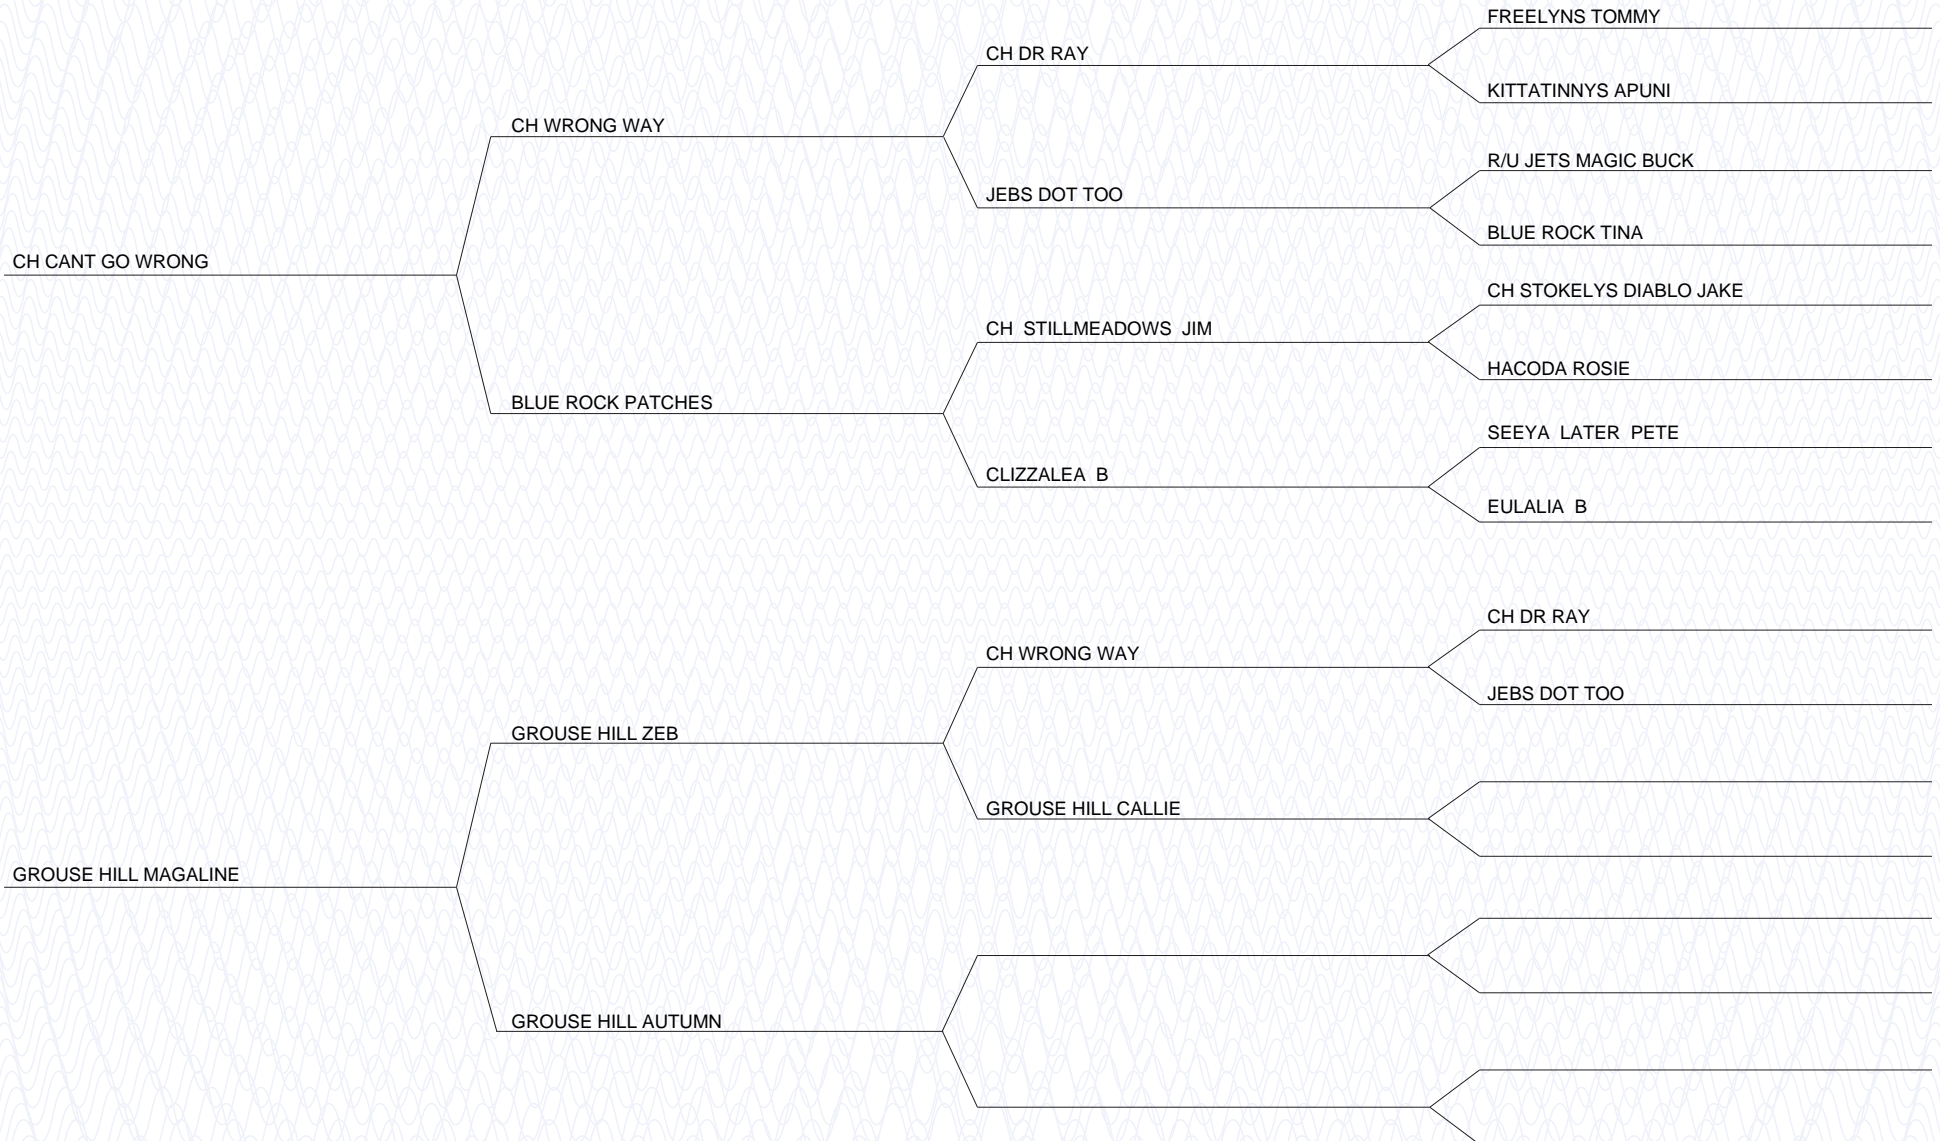 FREELYNS TOMMY
CH DR RAY
KITTATINNYS APUNI
CH WRONG WAY
R/U JETS MAGIC BUCK
JEBS DOT TOO
BLUE ROCK TINA
CH CANT GO WRONG
CH STOKELYS DIABLO JAKE
CH STILLMEADOWS JIM
HACODA ROSIE
BLUE ROCK PATCHES
SEEYA LATER PETE
CLIZZALEA B
EULALIA B
CH DR RAY
CH WRONG WAY
JEBS DOT TOO
GROUSE HILL ZEB
GROUSE HILL CALLIE
GROUSE HILL MAGALINE
GROUSE HILL AUTUMN